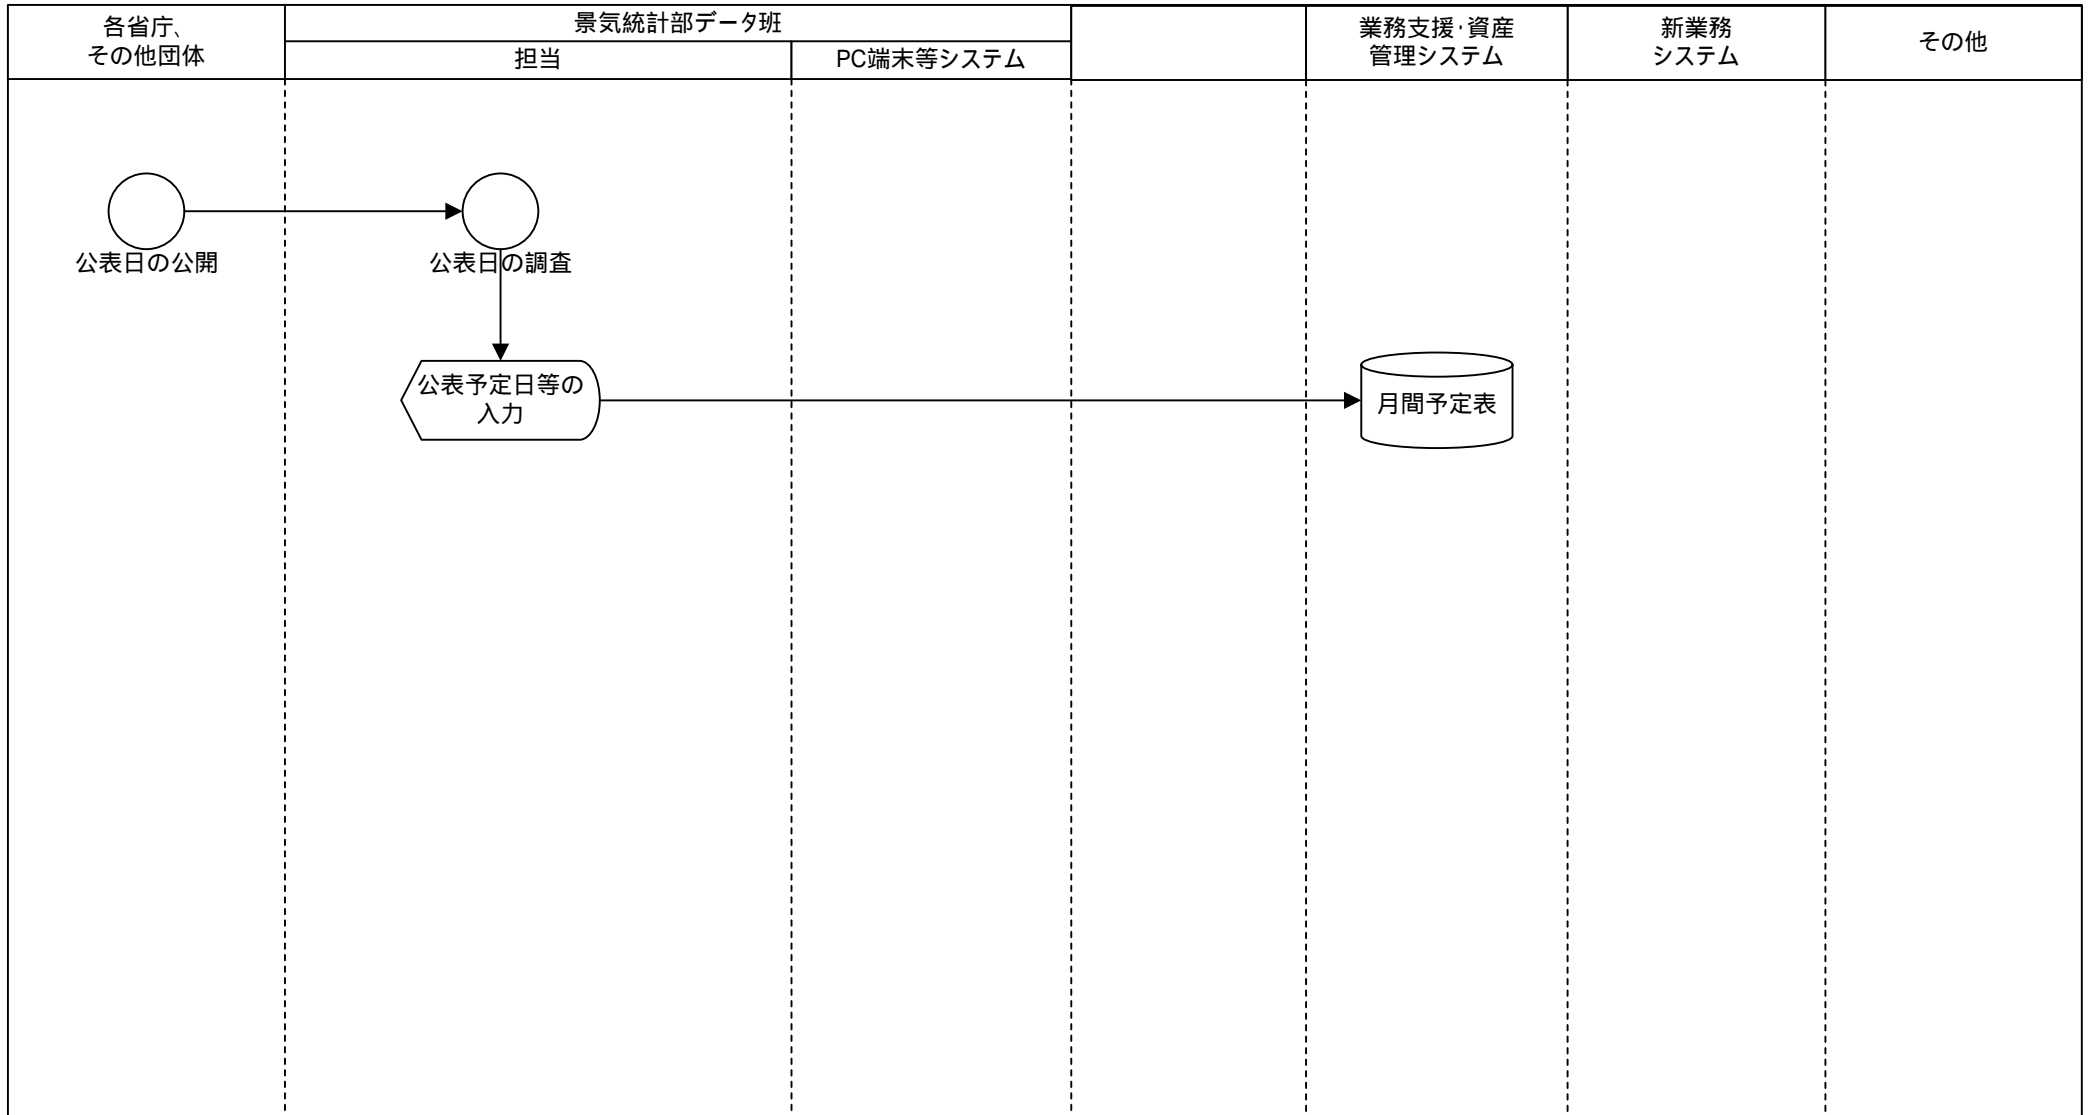 各省庁、
その他団体
景気統計部データ班
担当
PC端末等システム
業務支援・資産
管理システム
新業務
システム
その他
公表日の公開
公表日の調査
公表予定日等の
入力
月間予定表